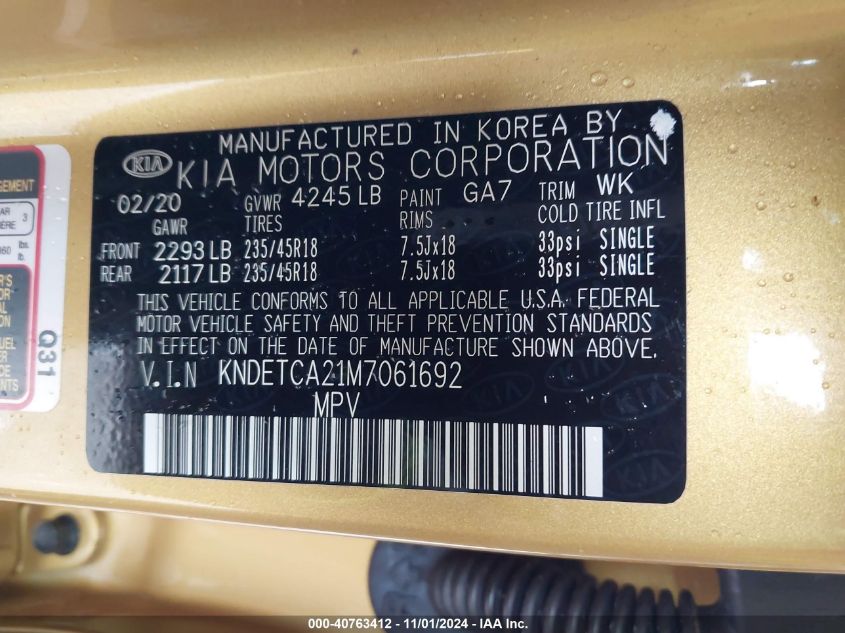 MANUFACTURED IN KOREA BY
KIA KIA MOTORS CORPORATION
02/20 GVWR 4245 LB PAINT GA7 TRIM WK
GAWR TIRES RIMS COLD TIRE INFL
FRONT 2293 LB 235/45R18 7.5Jx18 33psi SINGLE
REAR 2117 LB 235/45R18 7.5Jx18 33psi SINGLE
THIS VEHICLE CONFORMS TO ALL APPLICABLE U.S.A. FEDERAL
MOTOR VEHICLE SAFETY AND THEFT PREVENTION STANDARDS
IN EFFECT ON THE DATE OF MANUFACTURE SHOWN ABOVE.
V.I.N KNDETCA21M7061692
MPV
Q31
000-40763412 - 11/01/2024 - IAA Inc.